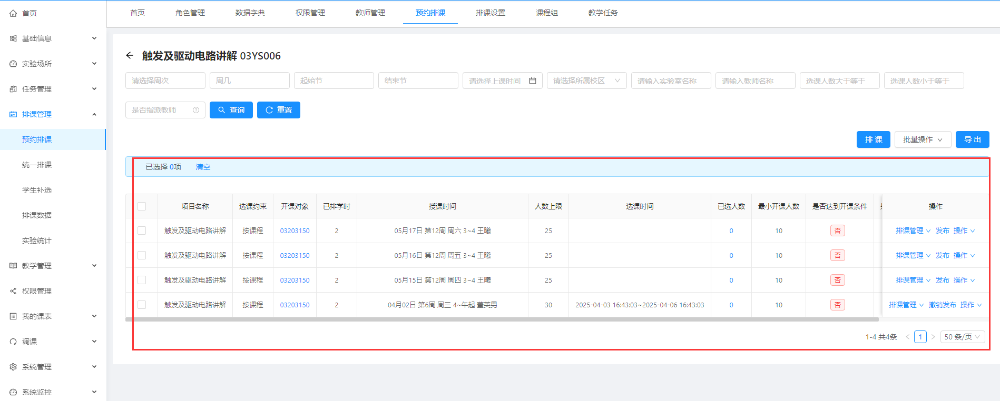 首页
基础信息
实验场所
任务管理
排课管理
预约排课
统一排课
学生补选
排课数据
实验统计
教学管理
权限管理
我的课表
调课
系统管理
系统监控
首页 角色管理 数据字典 权限管理 教师管理 预约排课 排课设置 课程组 教学任务
触发及驱动电路讲解 03YS006
请选择周次 周几 起始节 结束节 请选择上课时间 请选择所属校区 请输入实验室名称 请输入教师名称 选课人数大于等于 选课人数小于等于
是否指派教师 查询 重置
排 课 批量操作 导 出
已选择 0项 清空
项目名称 选课约束 开课对象 已排学时 授课时间 人数上限 选课时间 已选人数 最小开课人数 是否达到开课条件 操作
触发及驱动电路讲解 按课程 03203150 2 05月17日 第12周 周六 3~4 王曦 25 0 10 否 排课管理 发布 操作
触发及驱动电路讲解 按课程 03203150 2 05月16日 第12周 周五 3~4 王曦 25 0 10 否 排课管理 发布 操作
触发及驱动电路讲解 按课程 03203150 2 05月15日 第12周 周四 3~4 王曦 25 0 10 否 排课管理 发布 操作
触发及驱动电路讲解 按课程 03203150 2 04月02日 第6周 周三 4~午起 董英男 30 2025-04-03 16:43:03~2025-04-06 16:43:03 0 10 否 排课管理 撤销发布 操作
1-4 共4条 < 1 > 50 条/页